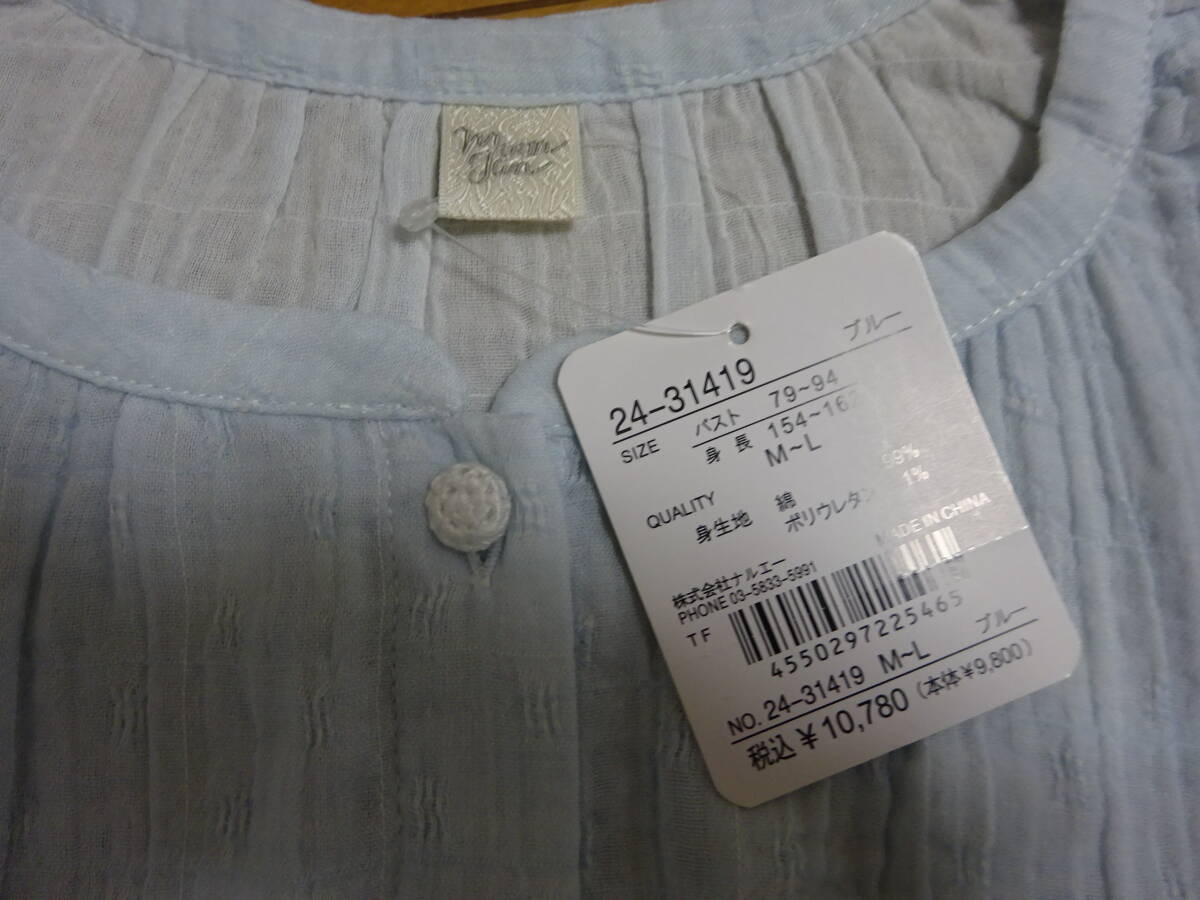 ブルー
24-31419
SIZE バスト 79~94
身長 154~162
M~L
QUALITY
身生地 綿 99%
ポリウレタン 1%
MADE IN CHINA
株式会社ナルエー
PHONE 03-5833-5991
TF
4550297225465
ブルー
NO. 24-31419 M~L
税込 ¥10,780 (本体¥9,800)